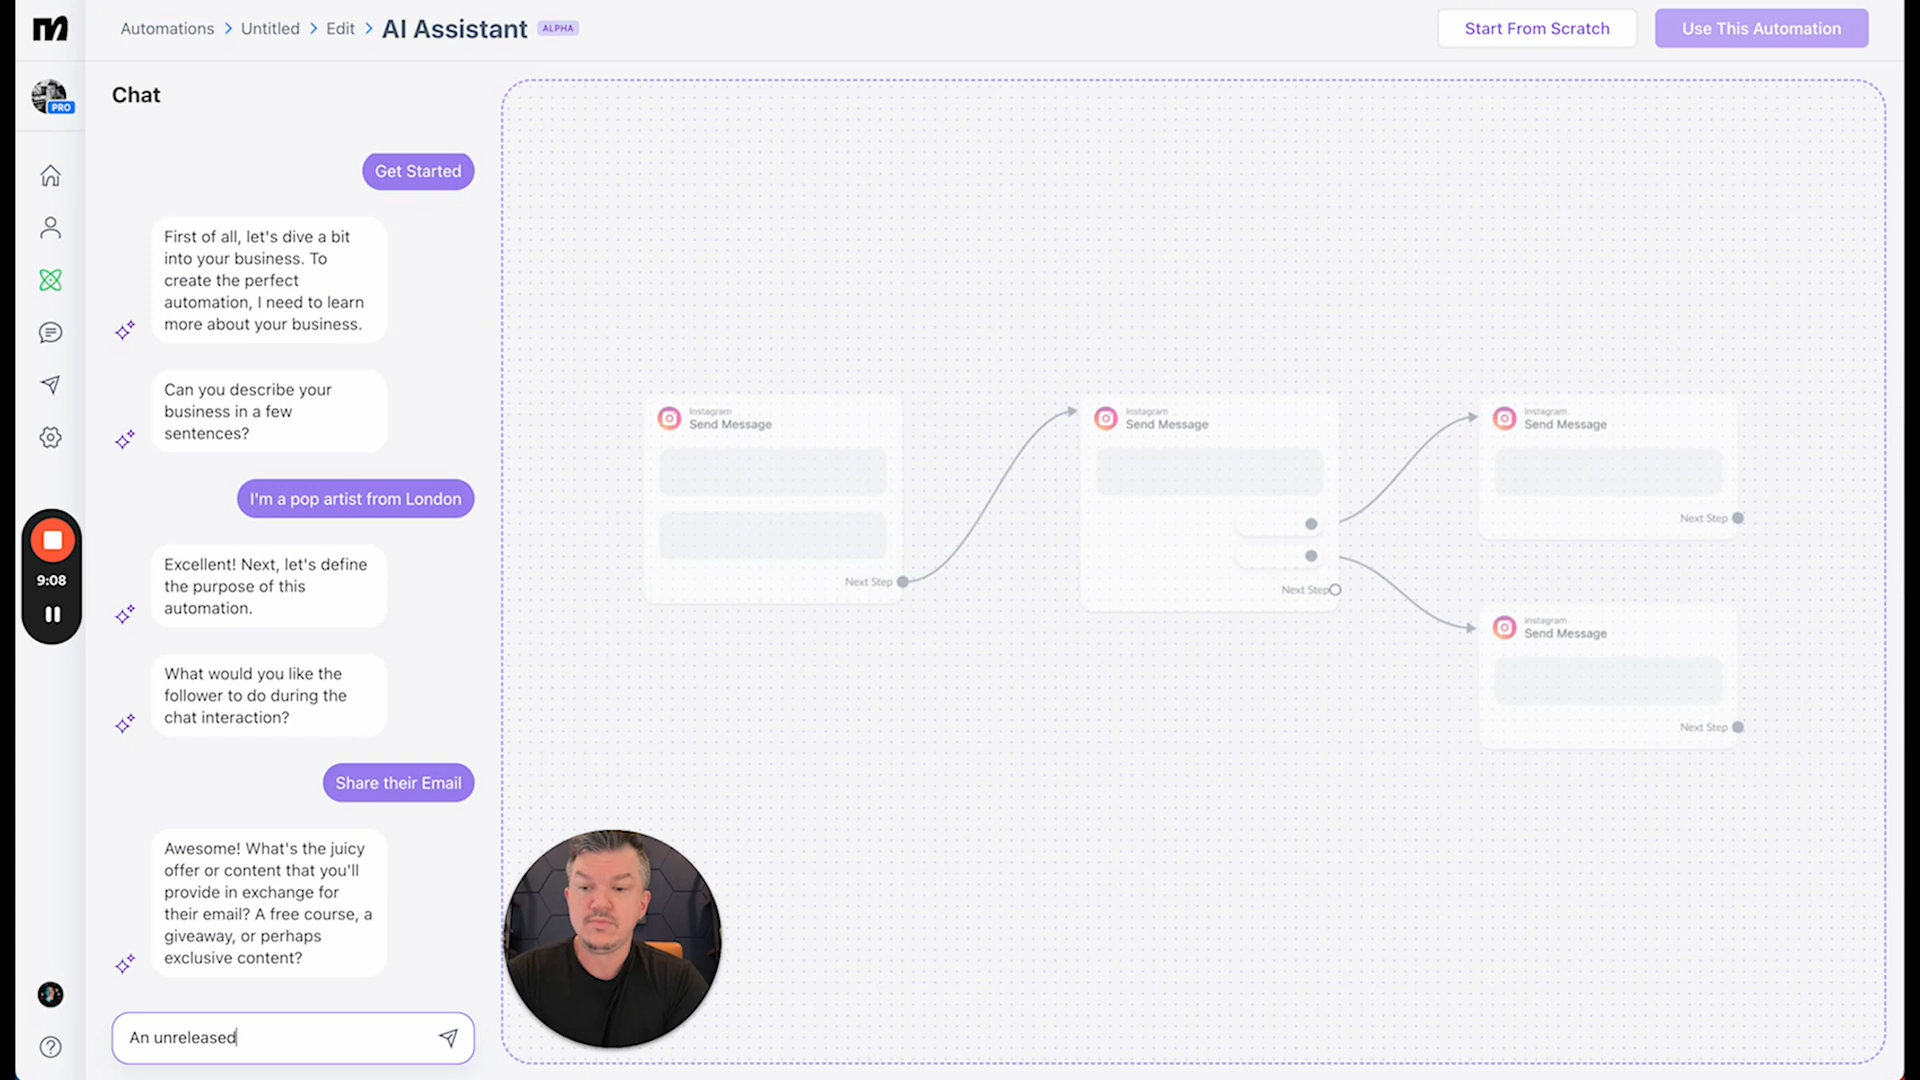 Automations > Untitled > Edit > AI Assistant ALPHA
Start From Scratch
Use This Automation
PRO
Chat
Get Started
First of all, let's dive a bit
into your business. To
create the perfect
automation, I need to learn
more about your business.
Can you describe your
business in a few
sentences?
I'm a pop artist from London
Excellent! Next, let's define
the purpose of this
automation.
What would you like the
follower to do during the
chat interaction?
Share their Email
Awesome! What's the juicy
offer or content that you'll
provide in exchange for
their email? A free course, a
giveaway, or perhaps
exclusive content?
An unreleased
9:08
Instagram
Send Message
Next Step
Instagram
Send Message
Next Step
Instagram
Send Message
Next Step
Instagram
Send Message
Next Step